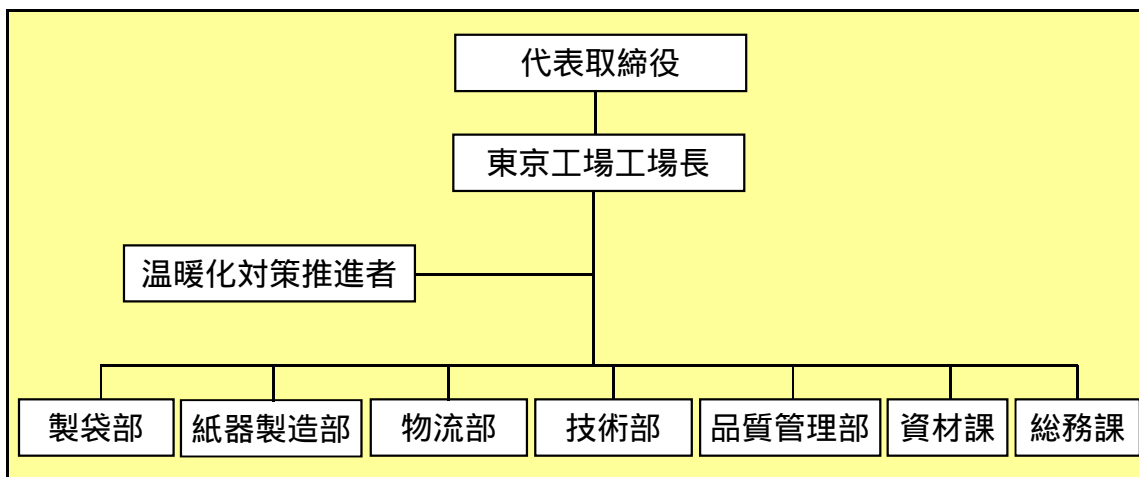 代表取締役
東京工場工場長
温暖化対策推進者
製袋部
紙器製造部
物流部
技術部
品質管理部
資材課
総務課